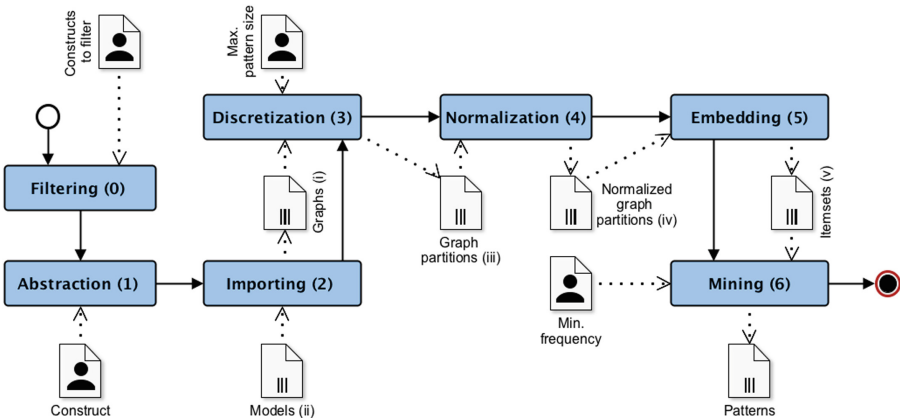 Constructs
to filter
Max.
pattern size
Discretization (3)
Normalization (4)
Embedding (5)
Filtering (0)
Graphs (i)
Graph
partitions (iii)
Normalized
graph
partitions (iv)
Itemsets (v)
Abstraction (1)
Importing (2)
Mining (6)
Min.
frequency
Construct
Models (ii)
Patterns